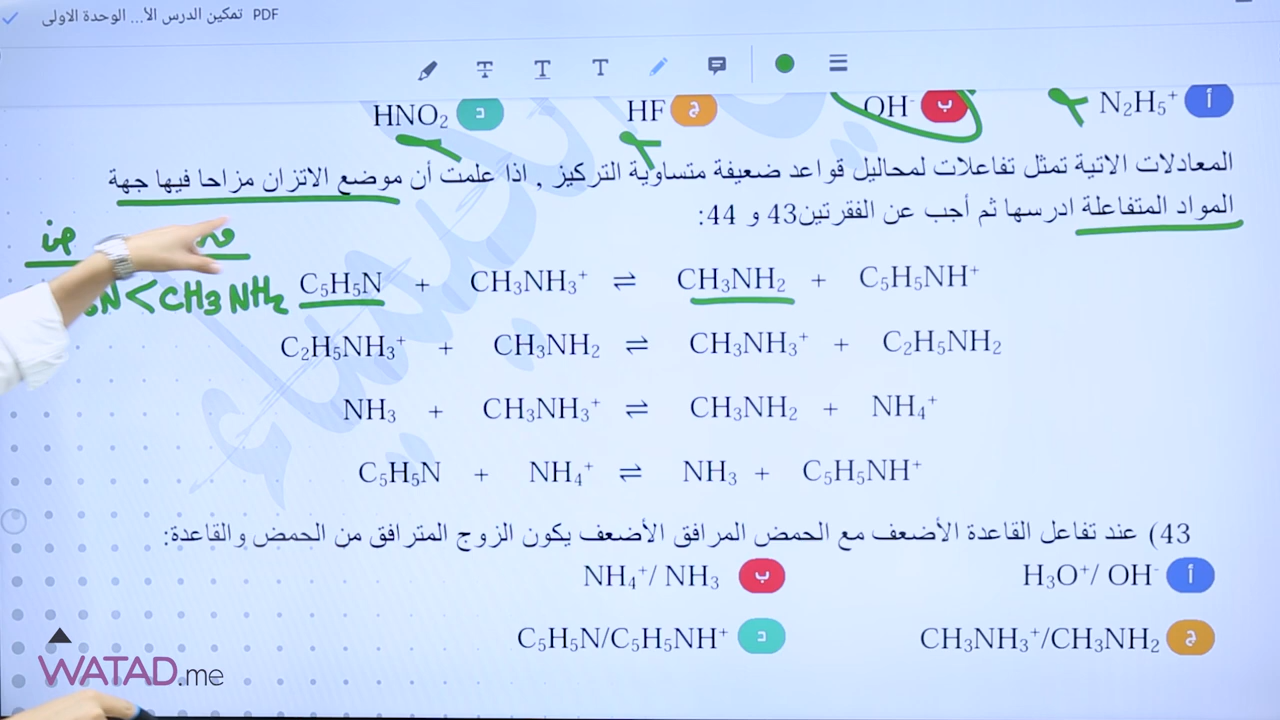 تمكين الدرس الأ... الوحدة الاولى PDF
أ N₂H₅⁺ ب OH⁻ ج HF د HNO₂
المعادلات الاتية تمثل تفاعلات لمحاليل قواعد ضعيفة متساوية التركيز , اذا علمت أن موضع الاتزان مزاحا فيها جهة
المواد المتفاعلة ادرسها ثم أجب عن الفقرتين43 و 44:
N < CH3NH2
C₅H₅N + CH₃NH₃⁺ ⇌ CH₃NH₂ + C₅H₅NH⁺
C₂H₅NH₃⁺ + CH₃NH₂ ⇌ CH₃NH₃⁺ + C₂H₅NH₂
NH₃ + CH₃NH₃⁺ ⇌ CH₃NH₂ + NH₄⁺
C₅H₅N + NH₄⁺ ⇌ NH₃ + C₅H₅NH⁺
43) عند تفاعل القاعدة الأضعف مع الحمض المرافق الأضعف يكون الزوج المترافق من الحمض والقاعدة:
أ H₃O⁺/ OH⁻ ب NH₄⁺/ NH₃
ج CH₃NH₃⁺/CH₃NH₂ د C₅H₅N/C₅H₅NH⁺
WATAD.me